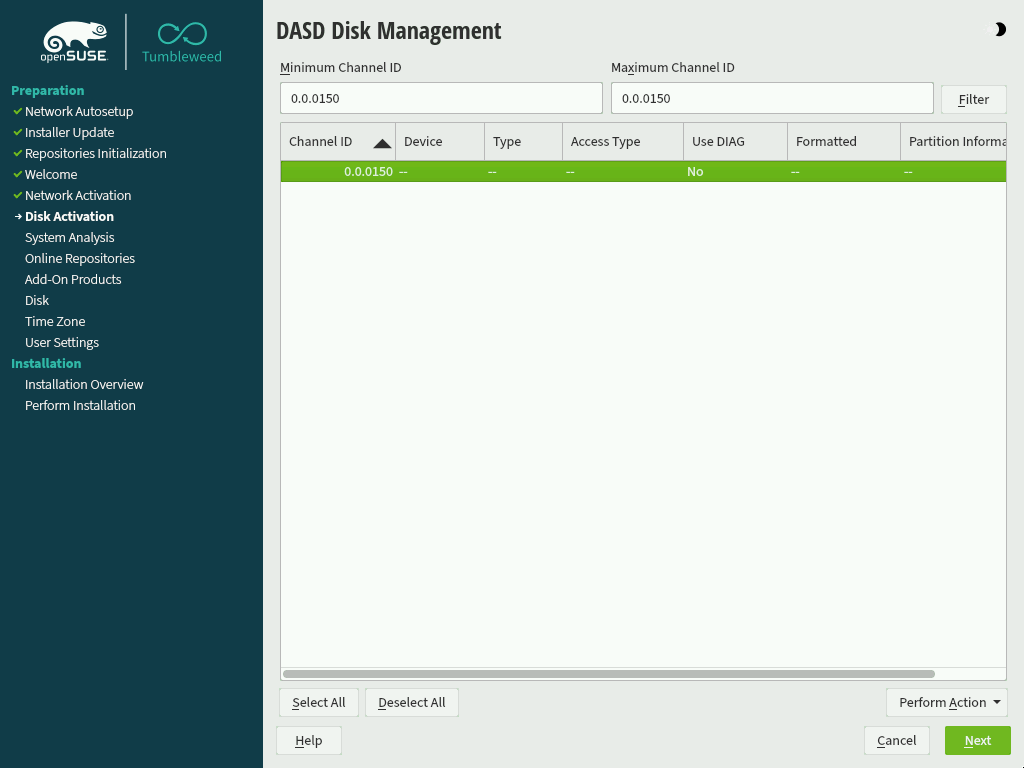 openSUSE
Tumbleweed
Preparation
Network Autosetup
Installer Update
Repositories Initialization
Welcome
Network Activation
Disk Activation
System Analysis
Online Repositories
Add-On Products
Disk
Time Zone
User Settings
Installation
Installation Overview
Perform Installation
DASD Disk Management
Minimum Channel ID Maximum Channel ID
0.0.0150 0.0.0150 Filter
Channel ID Device Type Access Type Use DIAG Formatted Partition Informa
0.0.0150 -- -- -- No -- --
Select All Deselect All Perform Action
Help Cancel Next